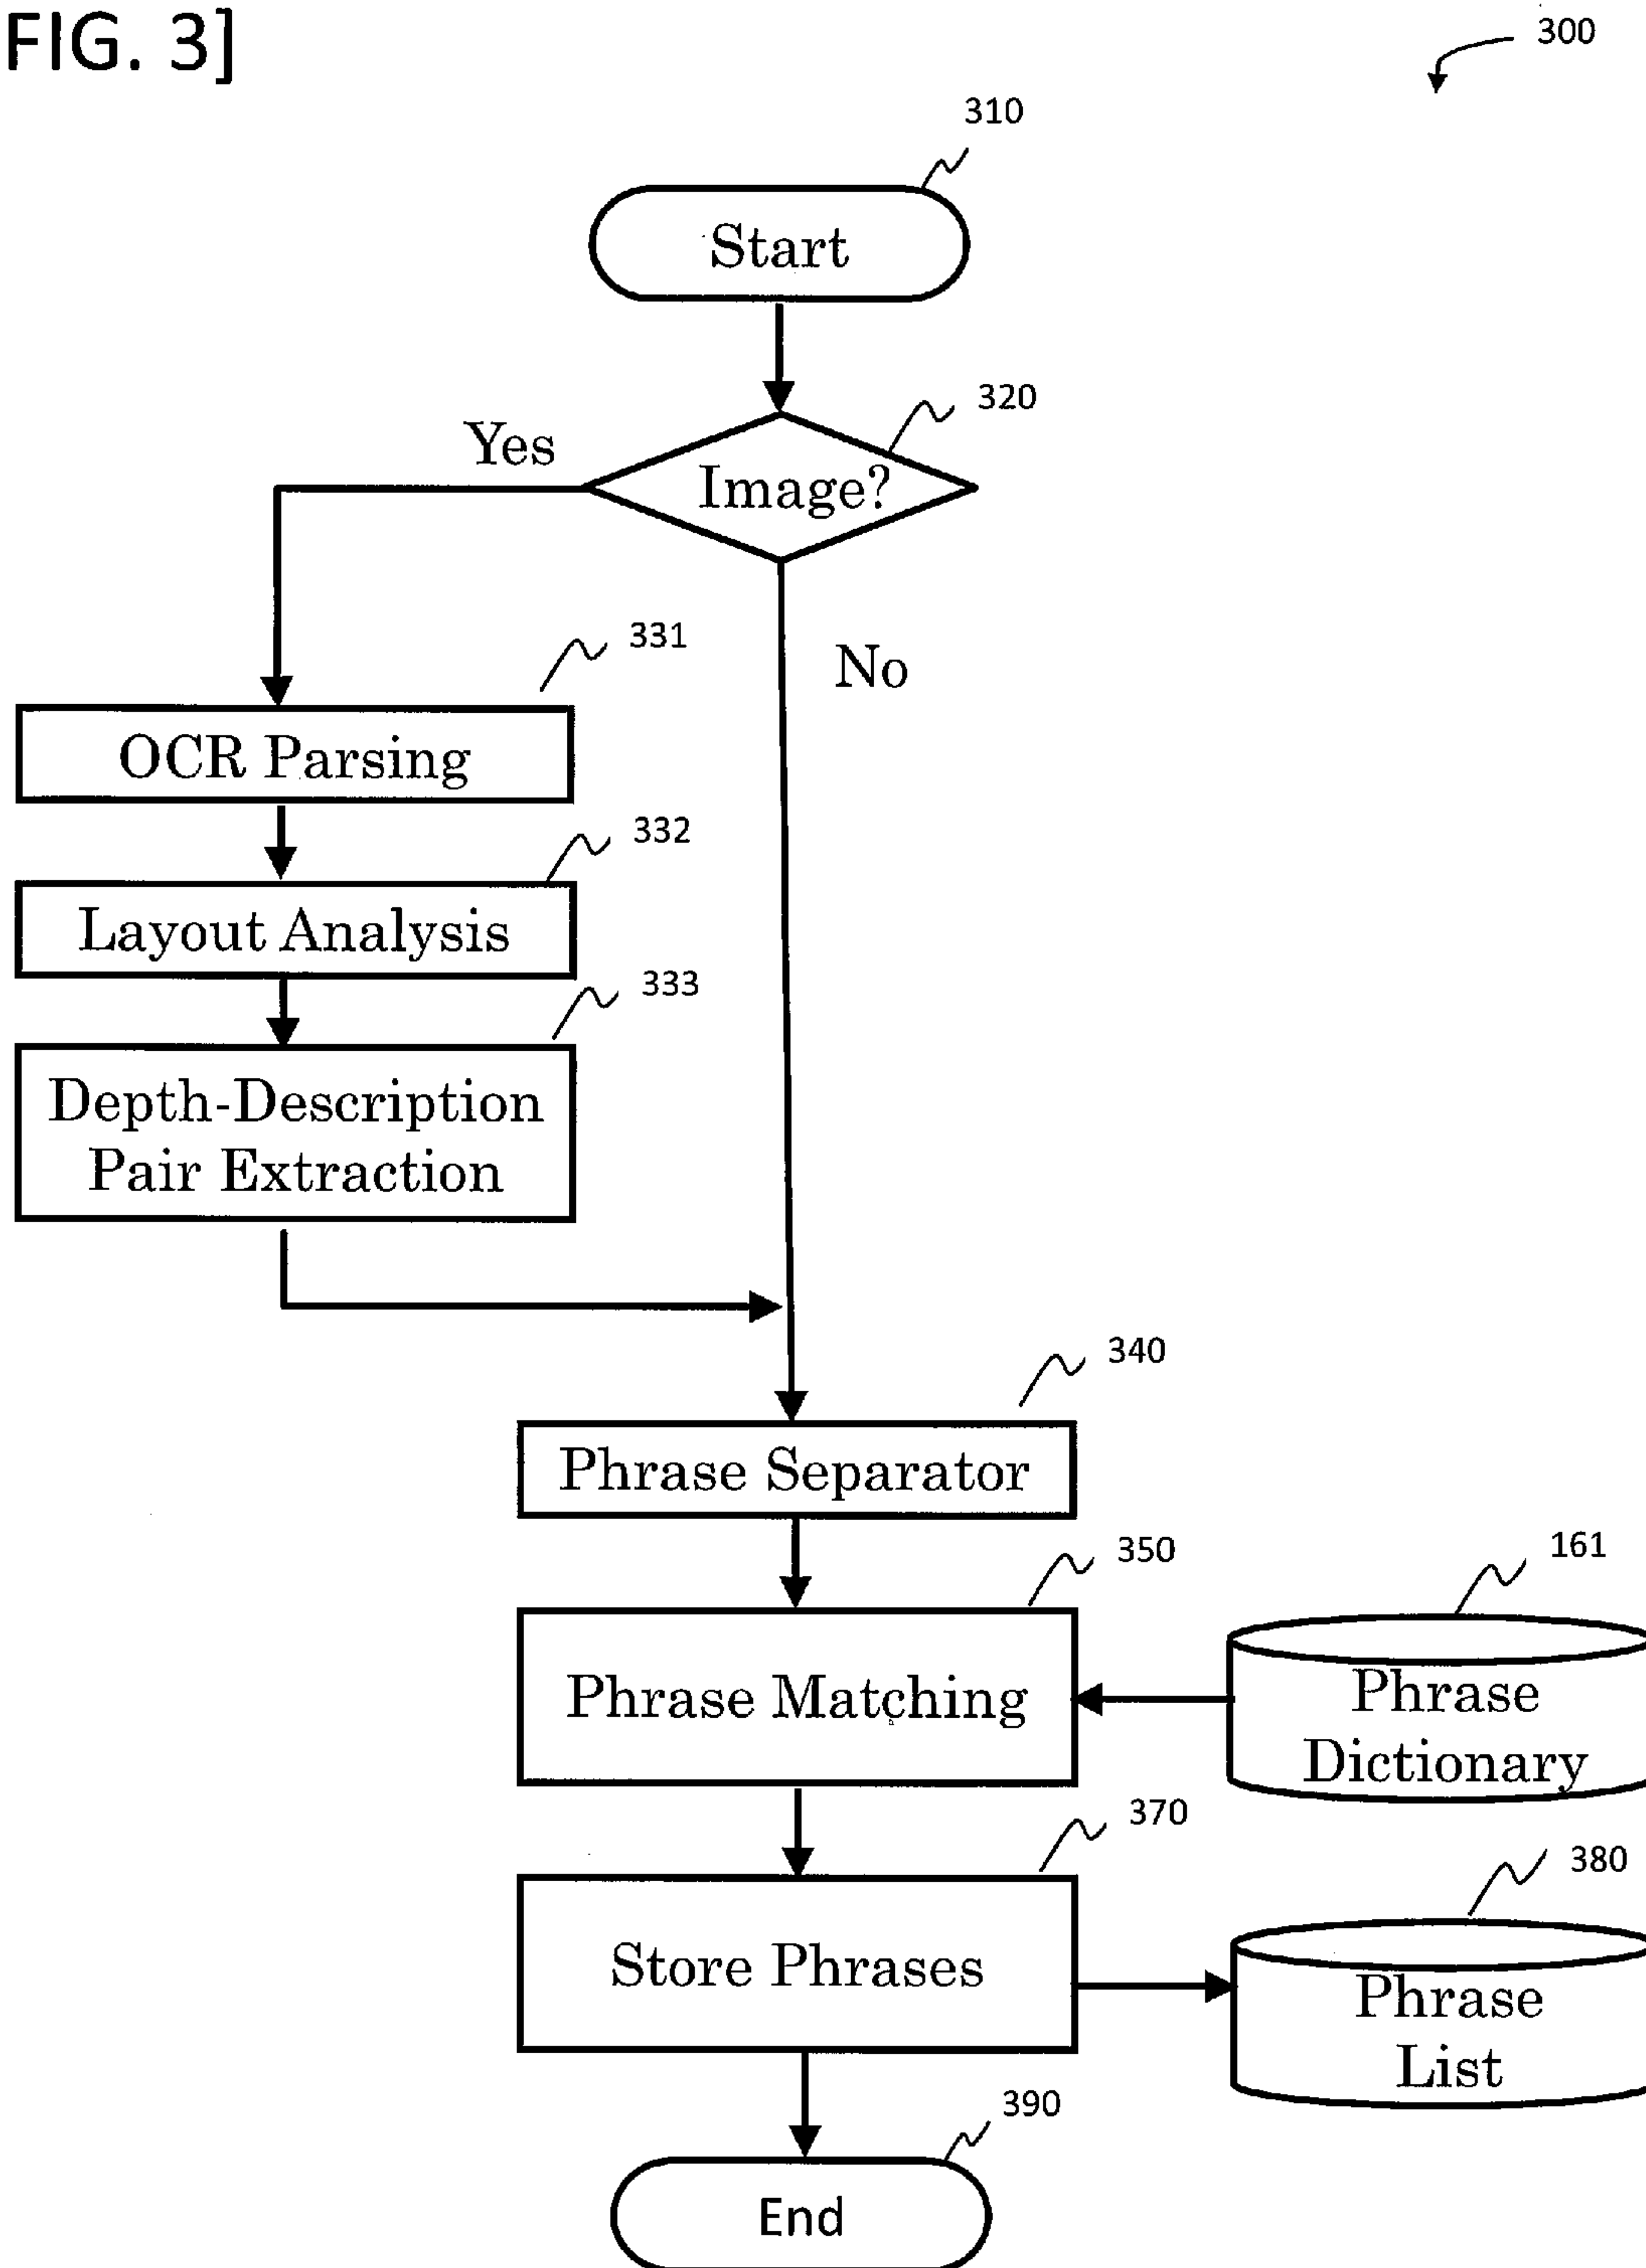 FIG. 3]
300
310
Start
320
Yes
Image?
331
No
OCR Parsing
332
Layout Analysis
333
Depth-Description
Pair Extraction
340
Phrase Separator
350
161
Phrase Matching
Phrase
Dictionary
370
380
Store Phrases
Phrase
List
390
End